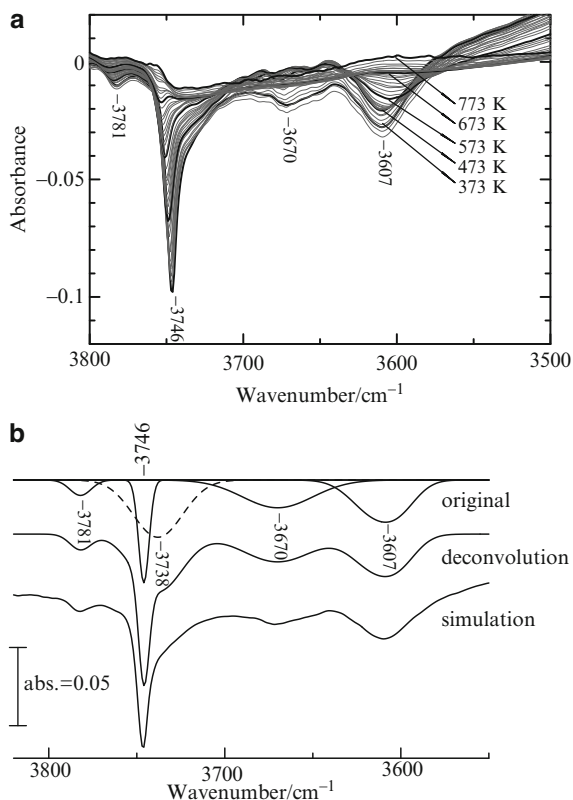 a
0
−0.05
−0.1
Absorbance
−3781
−3746
−3670
−3607
773 K
673 K
573 K
473 K
373 K
3800
3700
3600
3500
Wavenumber/cm−1
b
−3746
−3781
−3738
−3670
−3607
original
deconvolution
simulation
abs.=0.05
3800
3700
3600
Wavenumber/cm−1